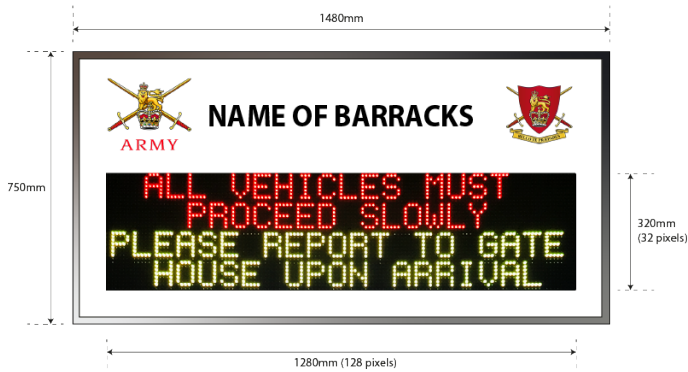 1480mm
NAME OF BARRACKS
ARMY
750mm
ALL VEHICLES MUST
PROCEED SLOWLY
PLEASE REPORT TO GATE
HOUSE UPON ARRIVAL
320mm
(32 pixels)
1280mm (128 pixels)